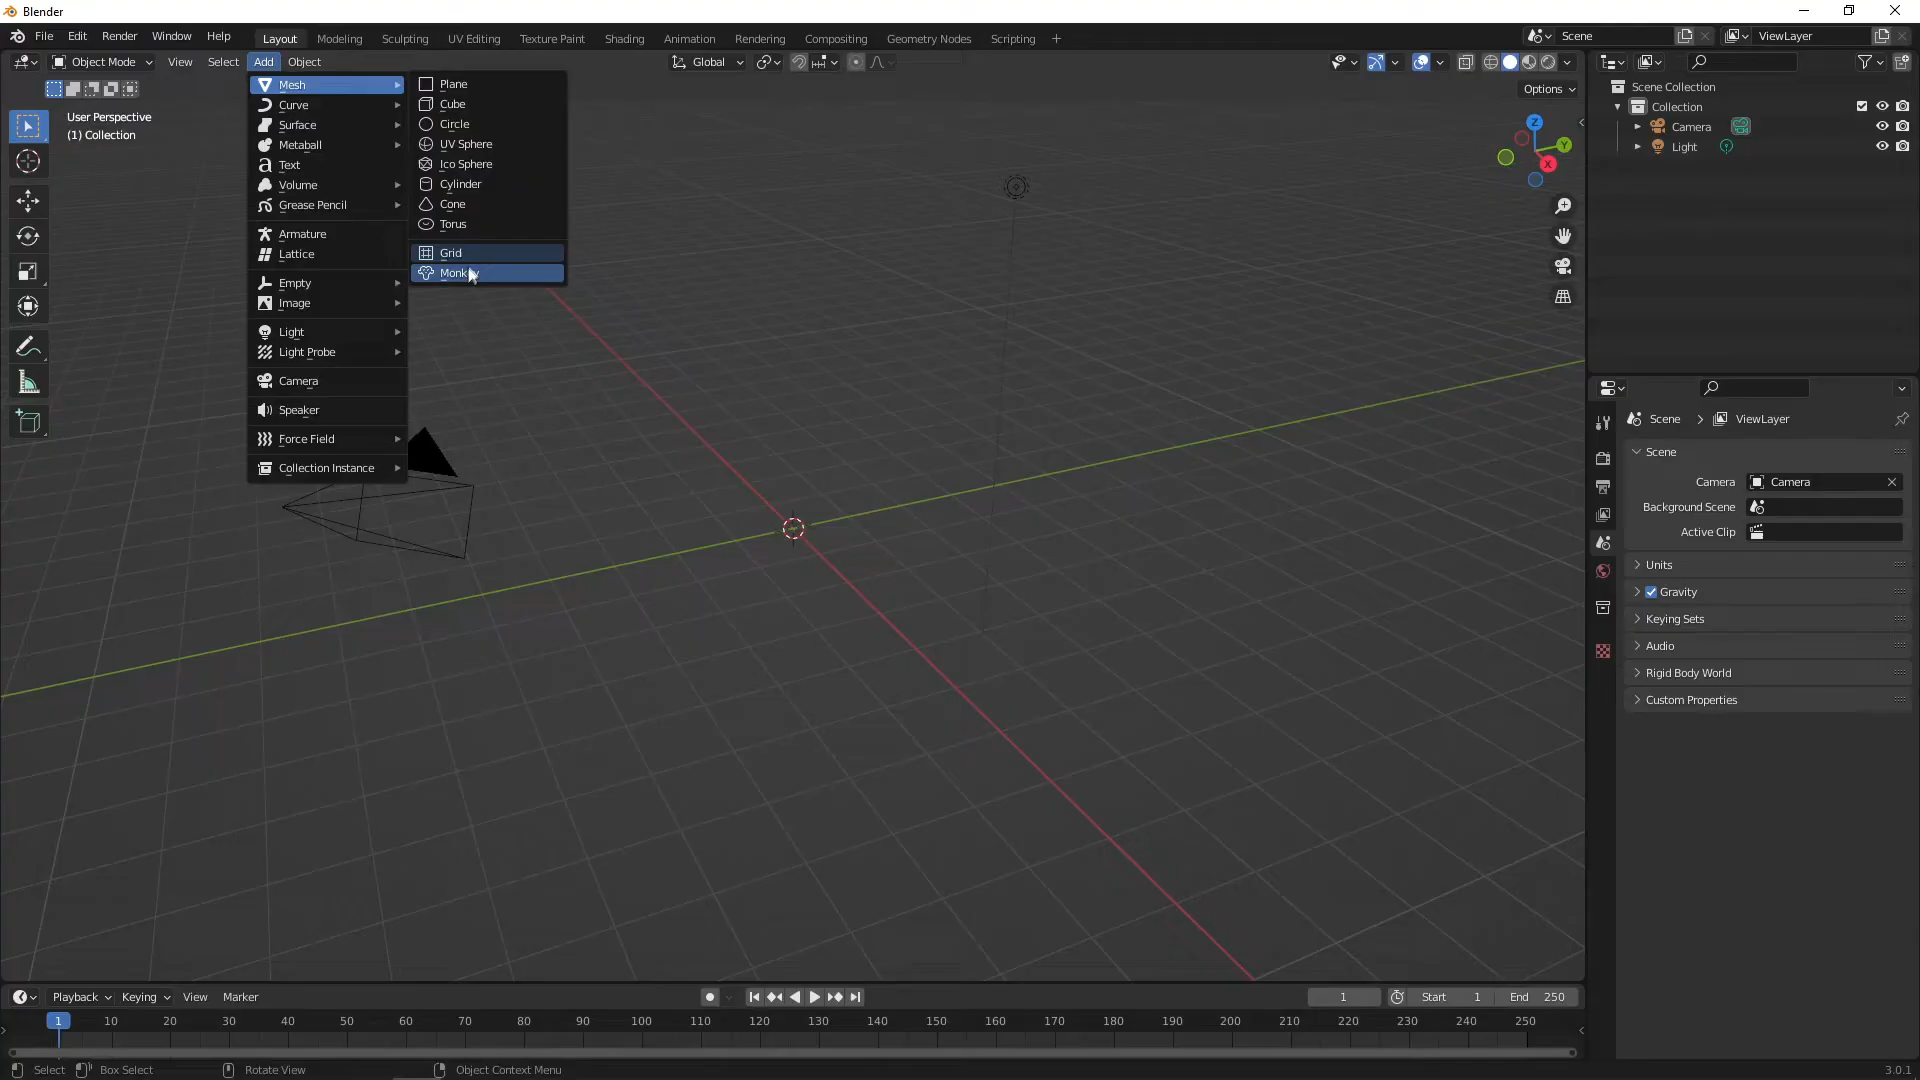 Blender
File Edit Render Window Help Layout Modeling Sculpting UV Editing Texture Paint Shading Animation Rendering Compositing Geometry Nodes Scripting + Scene ViewLayer
Object Mode View Select Add Object Global
Options
User Perspective
(1) Collection
Mesh
Curve
Surface
Metaball
Text
Volume
Grease Pencil
Armature
Lattice
Empty
Image
Light
Light Probe
Camera
Speaker
Force Field
Collection Instance
Plane
Cube
Circle
UV Sphere
Ico Sphere
Cylinder
Cone
Torus
Grid
Monkey
Z
Y
X
Scene Collection
Collection
Camera
Light
Scene > ViewLayer
Scene
Camera Camera
Background Scene
Active Clip
Units
Gravity
Keying Sets
Audio
Rigid Body World
Custom Properties
Playback Keying View Marker 1 Start 1 End 250
1 10 20 30 40 50 60 70 80 90 100 110 120 130 140 150 160 170 180 190 200 210 220 230 240 250
Select Box Select Rotate View Object Context Menu 3.0.1